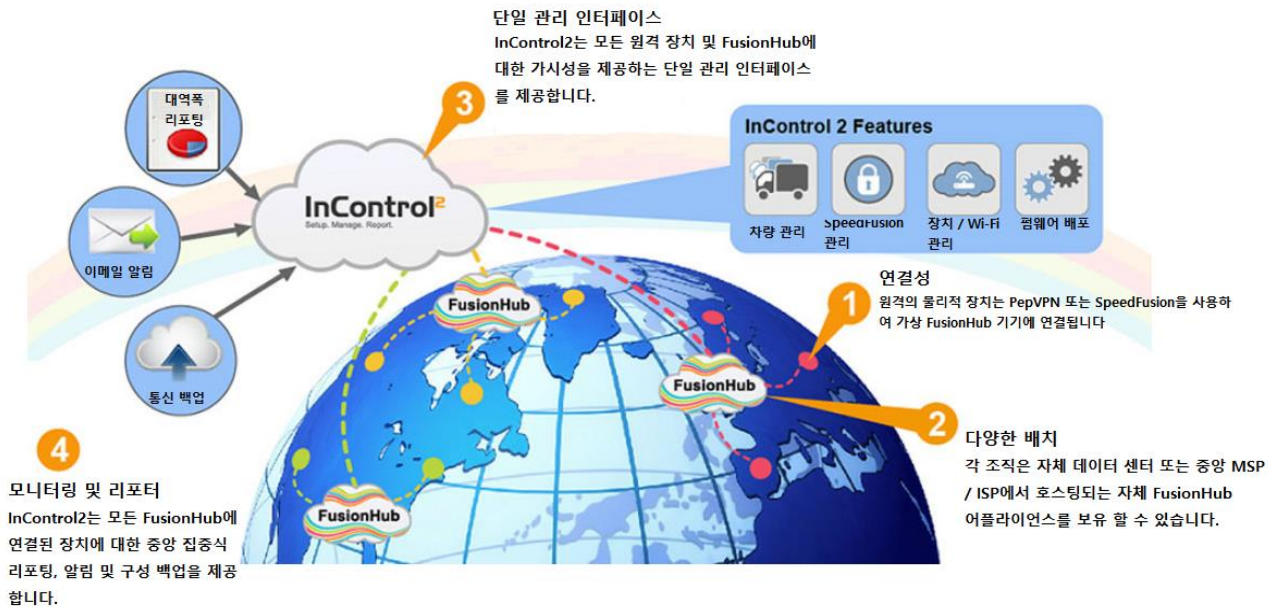 단일 관리 인터페이스
InControl2는 모든 원격 장치 및 FusionHub에
대한 가시성을 제공하는 단일 관리 인터페이스
를 제공합니다.
3
대역폭
리포팅
InControl2
Setup. Manage. Report.
이메일 알림
통신 백업
InControl 2 Features
차량 관리
SpeedFusion
관리
장치 / Wi-Fi
관리
펌웨어 배포
1
연결성
원격의 물리적 장치는 PepVPN 또는 SpeedFusion을 사용하
여 가상 FusionHub 기기에 연결됩니다
FusionHub
FusionHub
FusionHub
2
다양한 배치
각 조직은 자체 데이터 센터 또는 중앙 MSP
/ ISP에서 호스팅되는 자체 FusionHub
어플라이언스를 보유 할 수 있습니다.
4
모니터링 및 리포터
InControl2는 모든 FusionHub에
연결된 장치에 대한 중앙 집중식
리포팅, 알림 및 구성 백업을 제공
합니다.